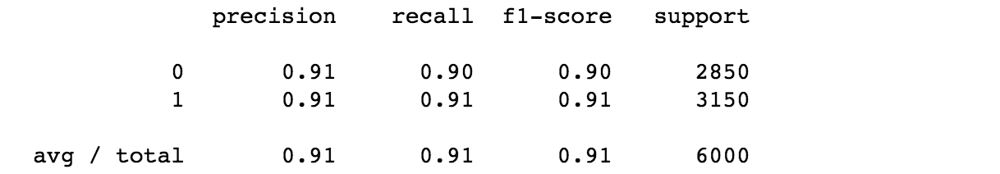 precision recall f1-score support
0 0.91 0.90 0.90 2850
1 0.91 0.91 0.91 3150
avg / total 0.91 0.91 0.91 6000